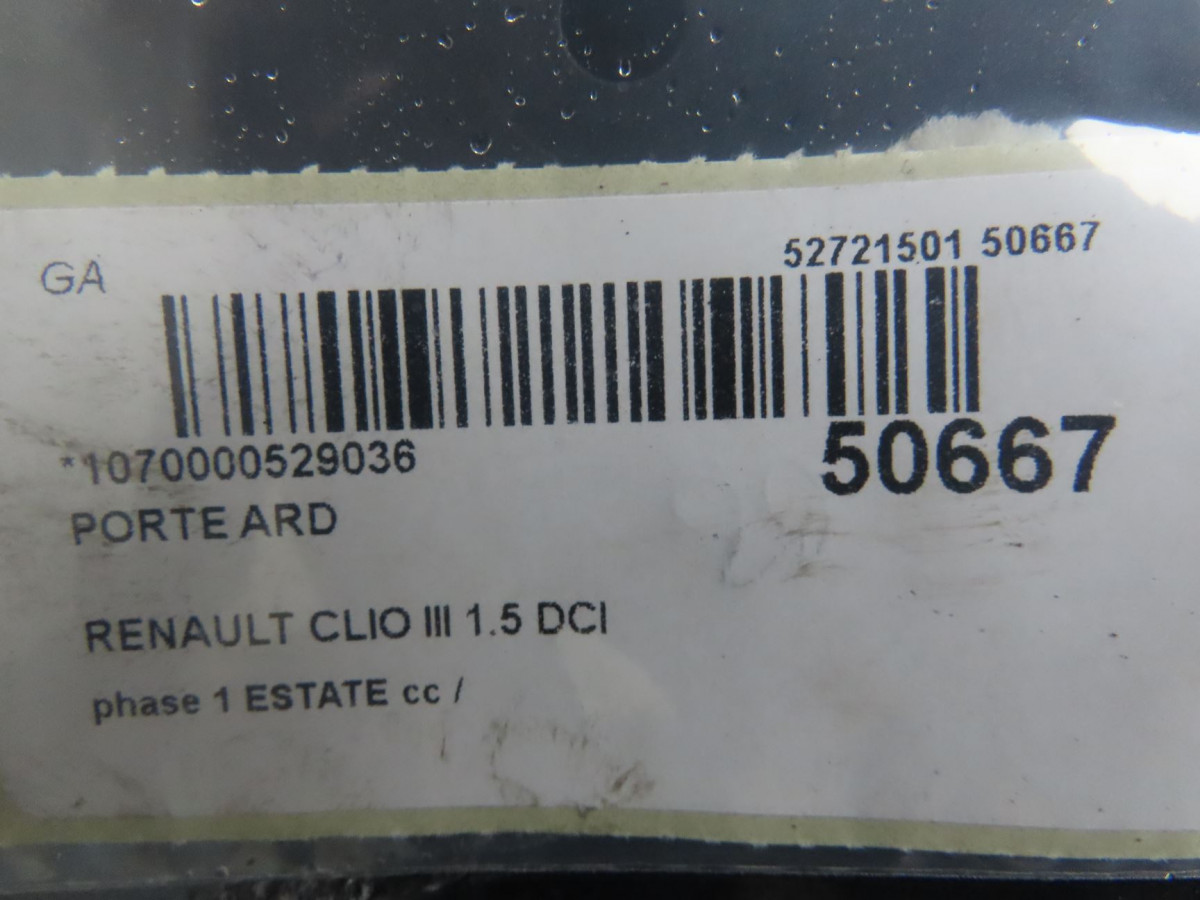 52721501 50667
GA
50667
*1070000529036
PORTE ARD
RENAULT CLIO III 1.5 DCI
phase 1 ESTATE cc /